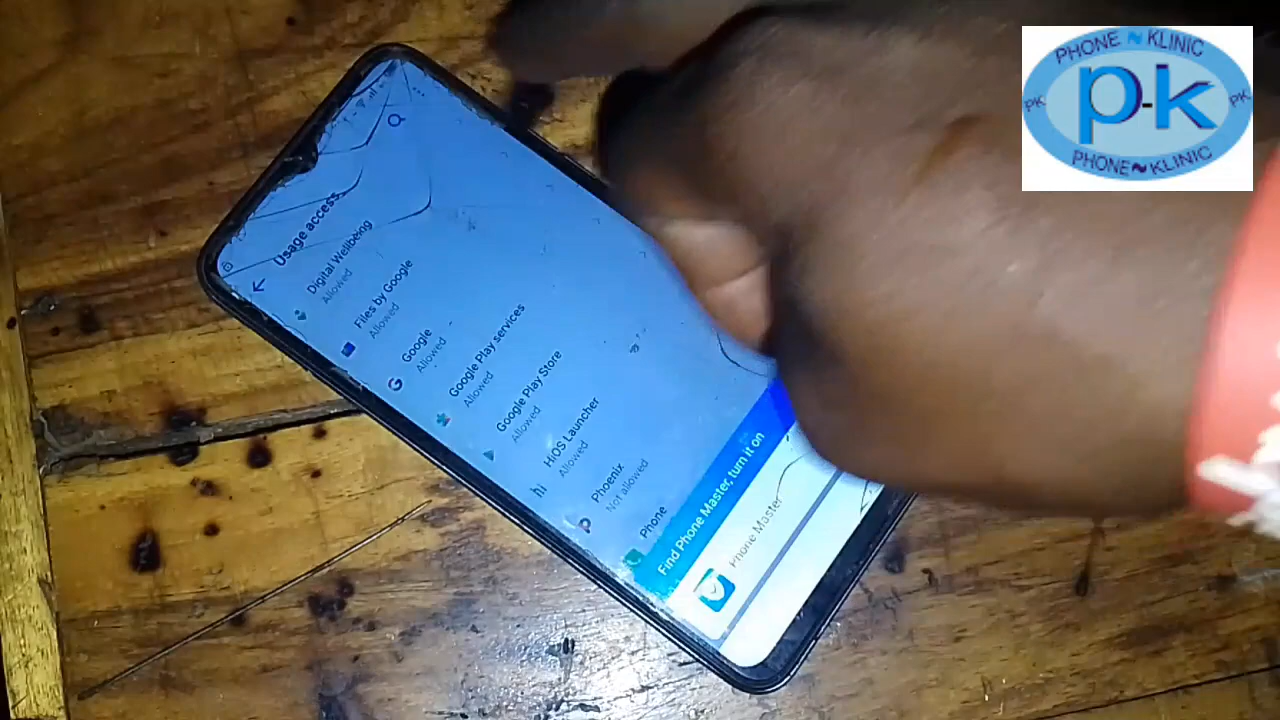 Usage access
Digital Wellbeing
Allowed
Files by Google
Allowed
Google
Allowed
Google Play services
Allowed
Google Play Store
Allowed
hi
HiOS Launcher
Allowed
Phoenix
Not allowed
Phone
Find Phone Master, turn it on
Phone Master
PHONE ~ KLINIC
PK
p-k
PK
PHONE~KLINIC